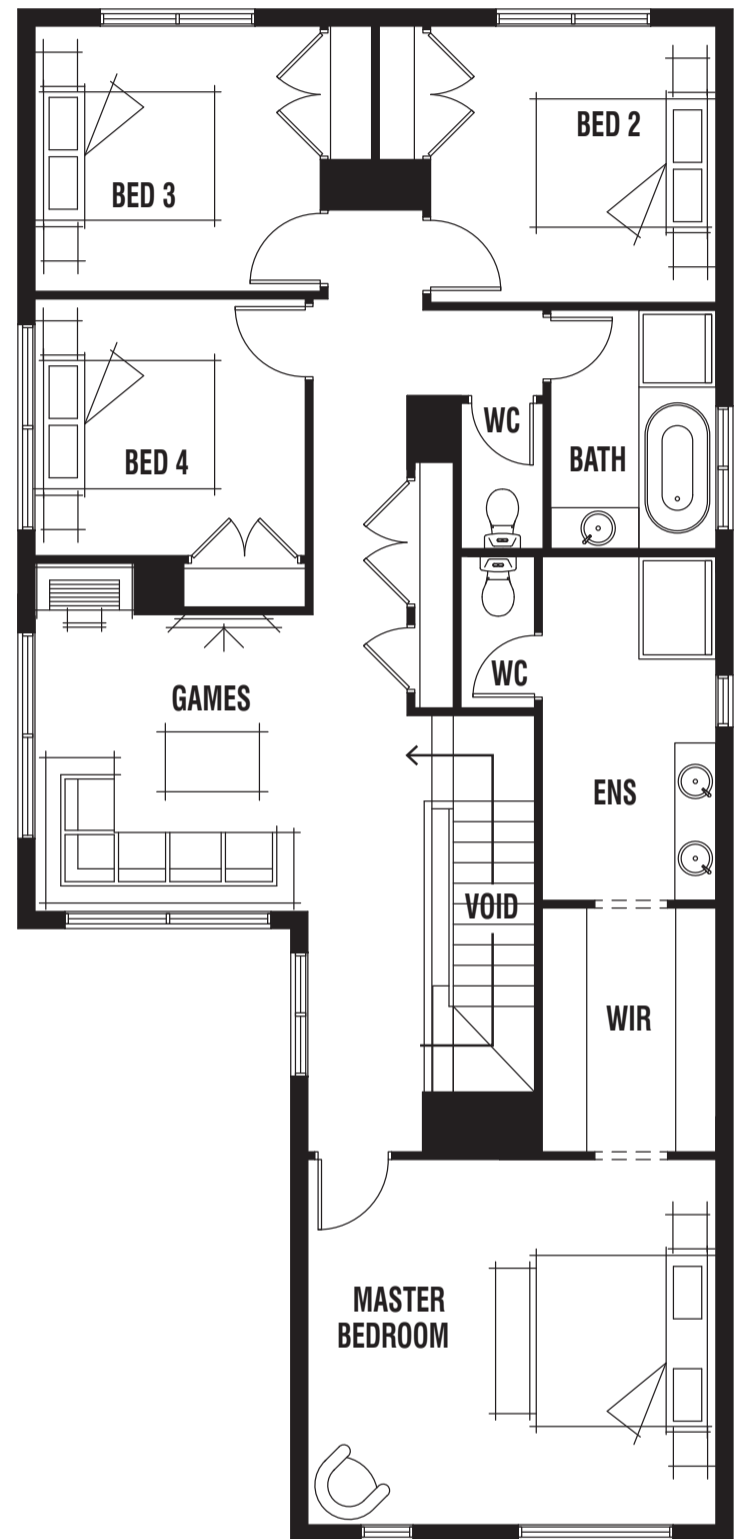 BED 2
BED 3
WC
BATH
BED 4
WC
GAMES
ENS
VOID
WIR
MASTER
BEDROOM